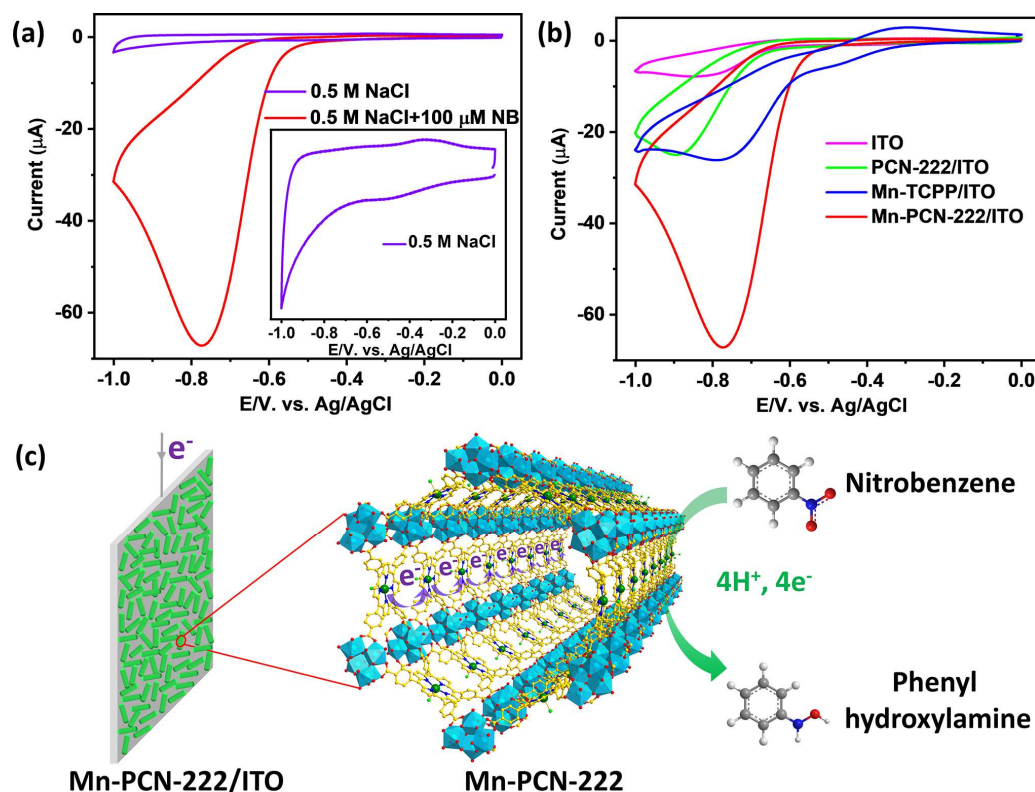 (a)
0
-20
-40
-60
Current (μA)
0.5 M NaCl
0.5 M NaCl+100 μM NB
0.5 M NaCl
-1.0 -0.8 -0.6 -0.4 -0.2 0.0
E/V. vs. Ag/AgCl
-1.0 -0.8 -0.6 -0.4 -0.2 0.0
E/V. vs. Ag/AgCl
(b)
0
-20
-40
-60
Current (μA)
ITO
PCN-222/ITO
Mn-TCPP/ITO
Mn-PCN-222/ITO
-1.0 -0.8 -0.6 -0.4 -0.2 0.0
E/V. vs. Ag/AgCl
(c)
e-
e- e- e- e- e- e- e-
Nitrobenzene
4H+, 4e-
Phenyl
hydroxylamine
Mn-PCN-222/ITO
Mn-PCN-222